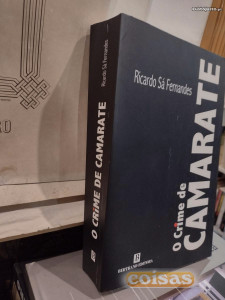 Ricardo Sá Fernandes
O Crime de
CAMARATE
Ricardo Sá Fernandes
O CRIME DE CAMARATE
coisas